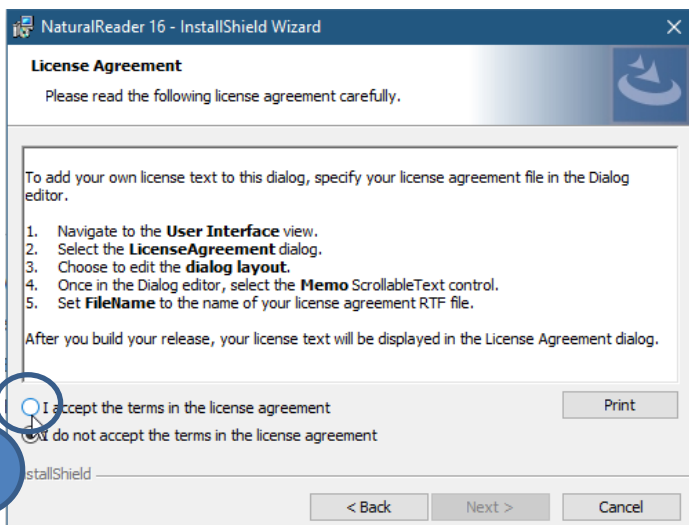 NaturalReader 16 - InstallShield Wizard
License Agreement
Please read the following license agreement carefully.
To add your own license text to this dialog, specify your license agreement file in the Dialog
editor.
1. Navigate to the User Interface view.
2. Select the LicenseAgreement dialog.
3. Choose to edit the dialog layout.
4. Once in the Dialog editor, select the Memo ScrollableText control.
5. Set FileName to the name of your license agreement RTF file.
After you build your release, your license text will be displayed in the License Agreement dialog.
I accept the terms in the license agreement
Print
I do not accept the terms in the license agreement
stallShield
< Back Next > Cancel